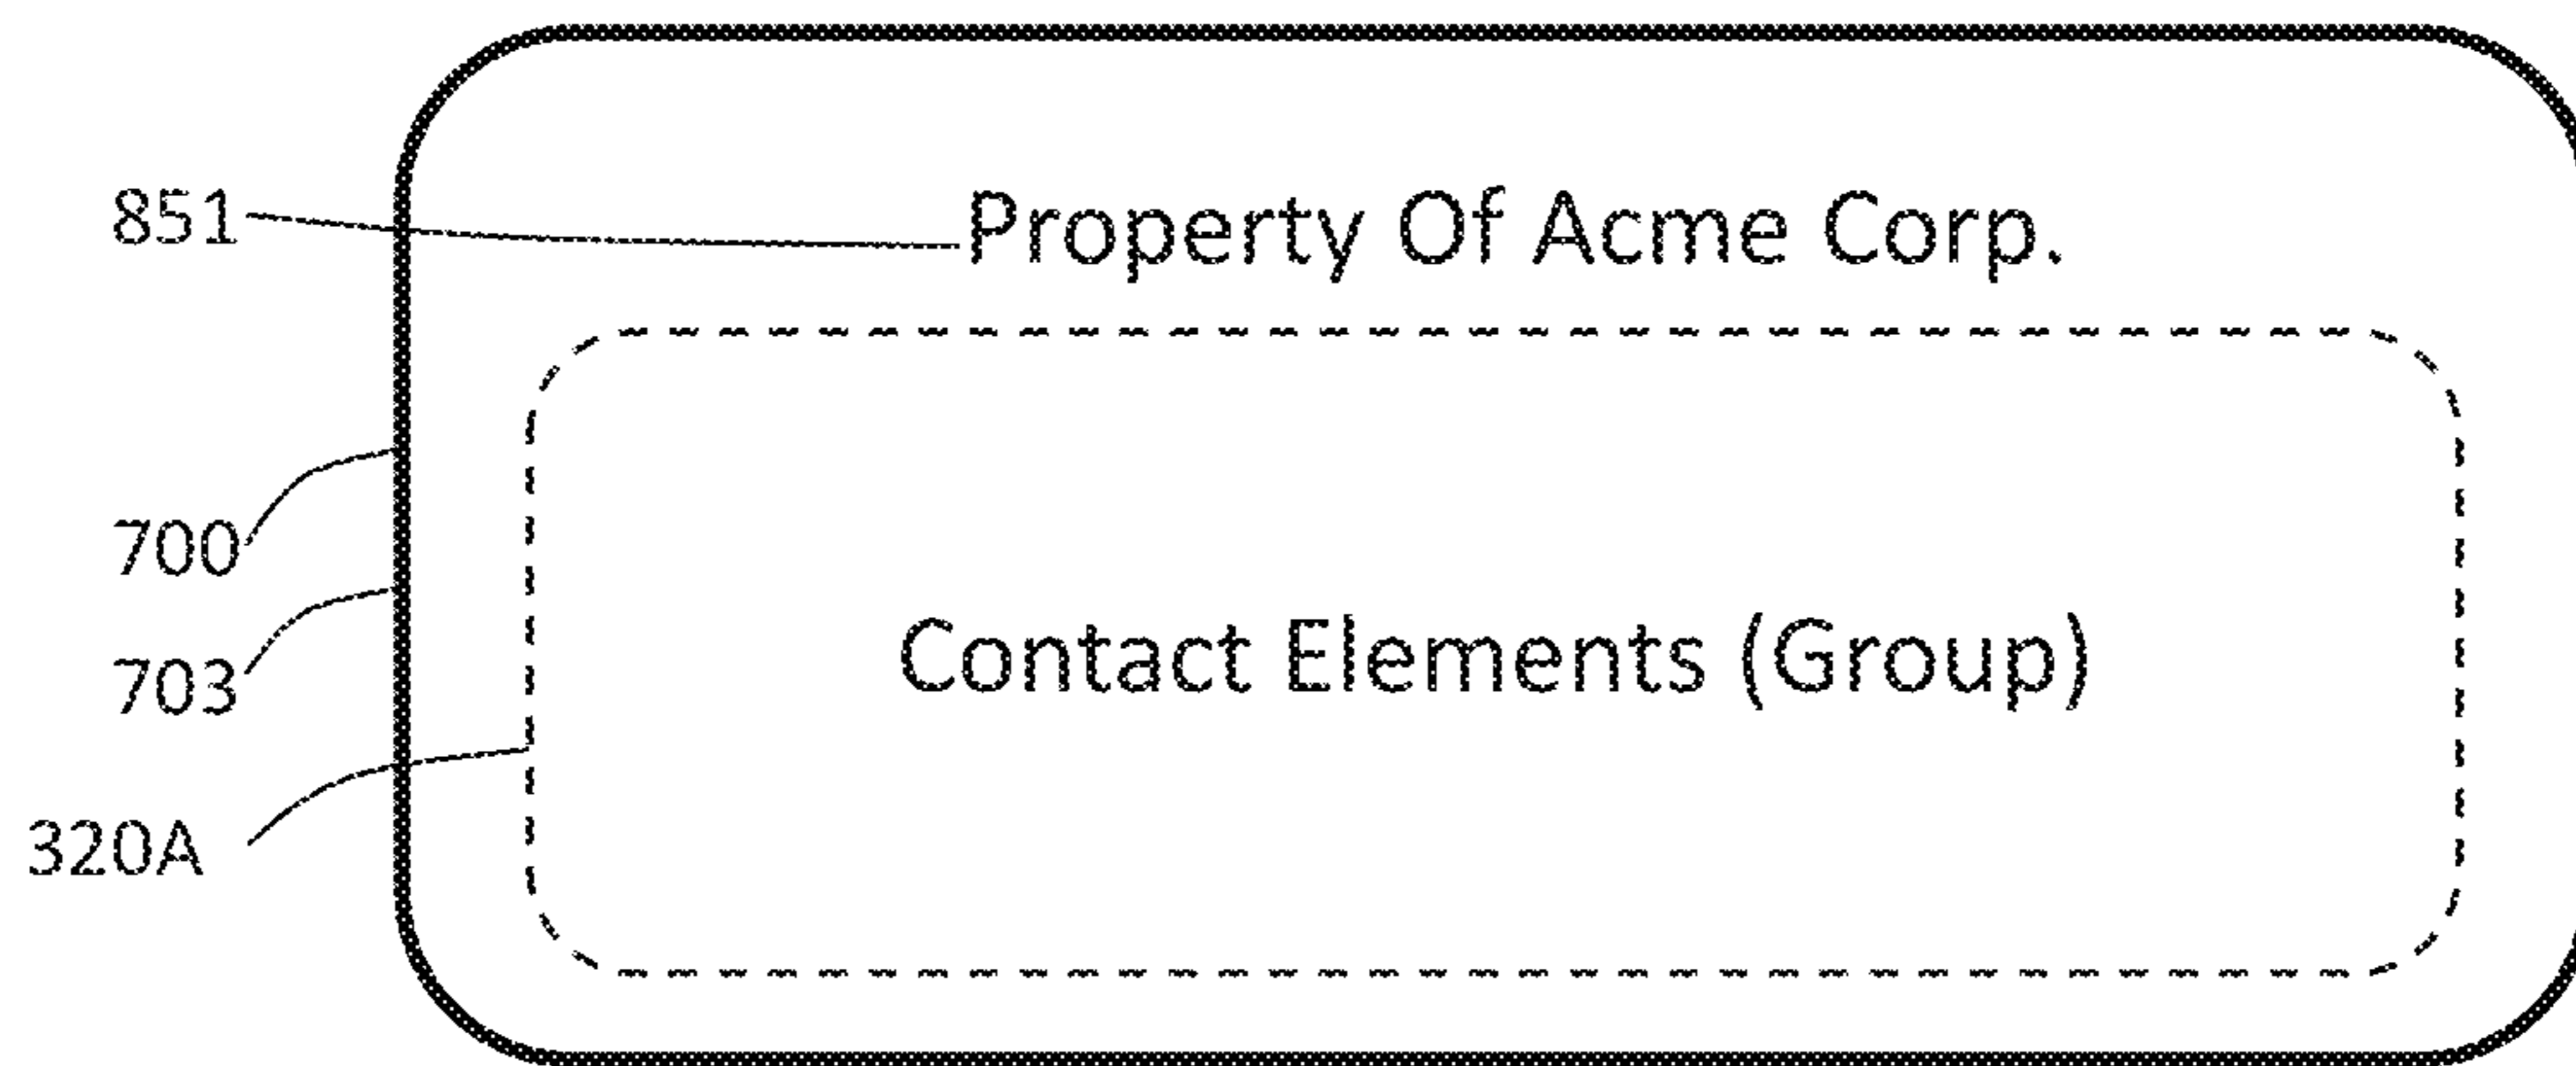 851
Property Of Acme Corp.
700
Contact Elements (Group)
703
320A